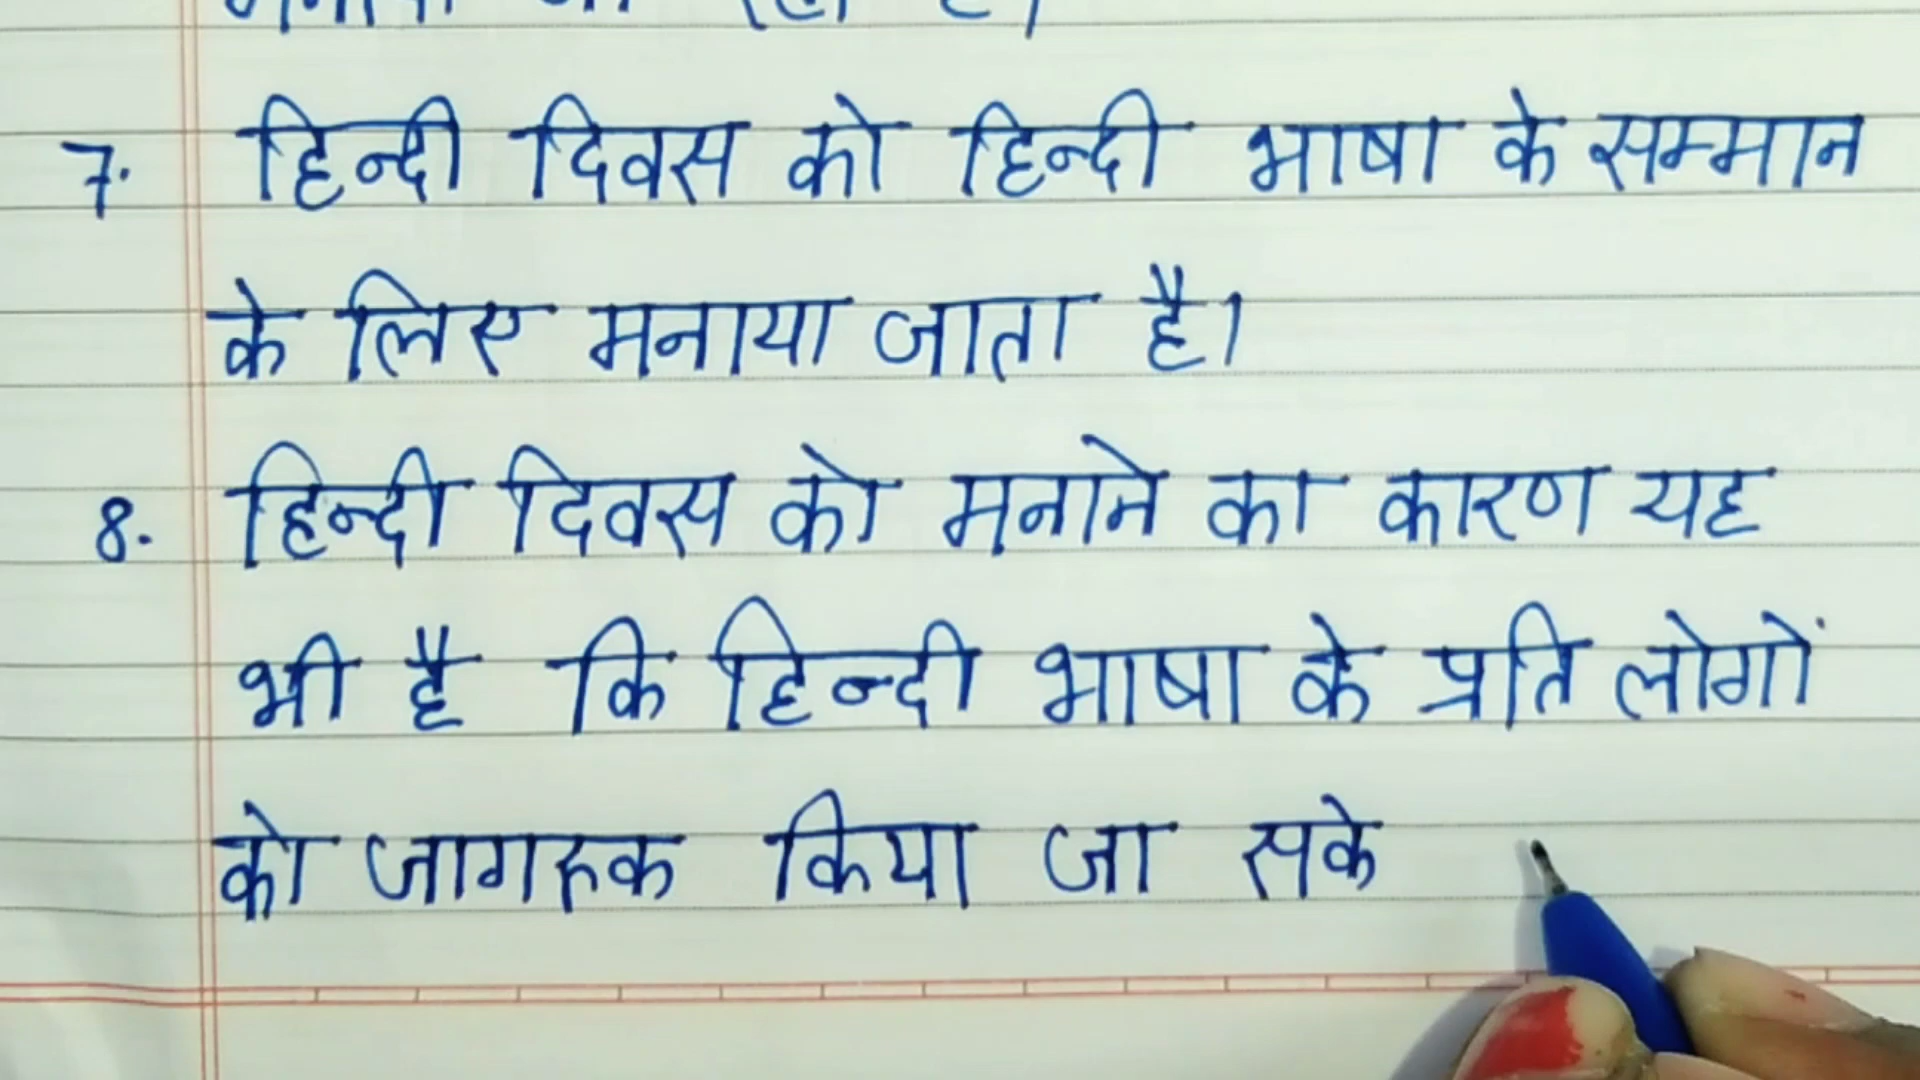 7. हिन्दी दिवस को हिन्दी भाषा के सम्मान
के लिए मनाया जाता है।
8. हिन्दी दिवस को मनाने का कारण यह
भी है कि हिन्दी भाषा के प्रति लोगों
को जागरुक किया जा सके